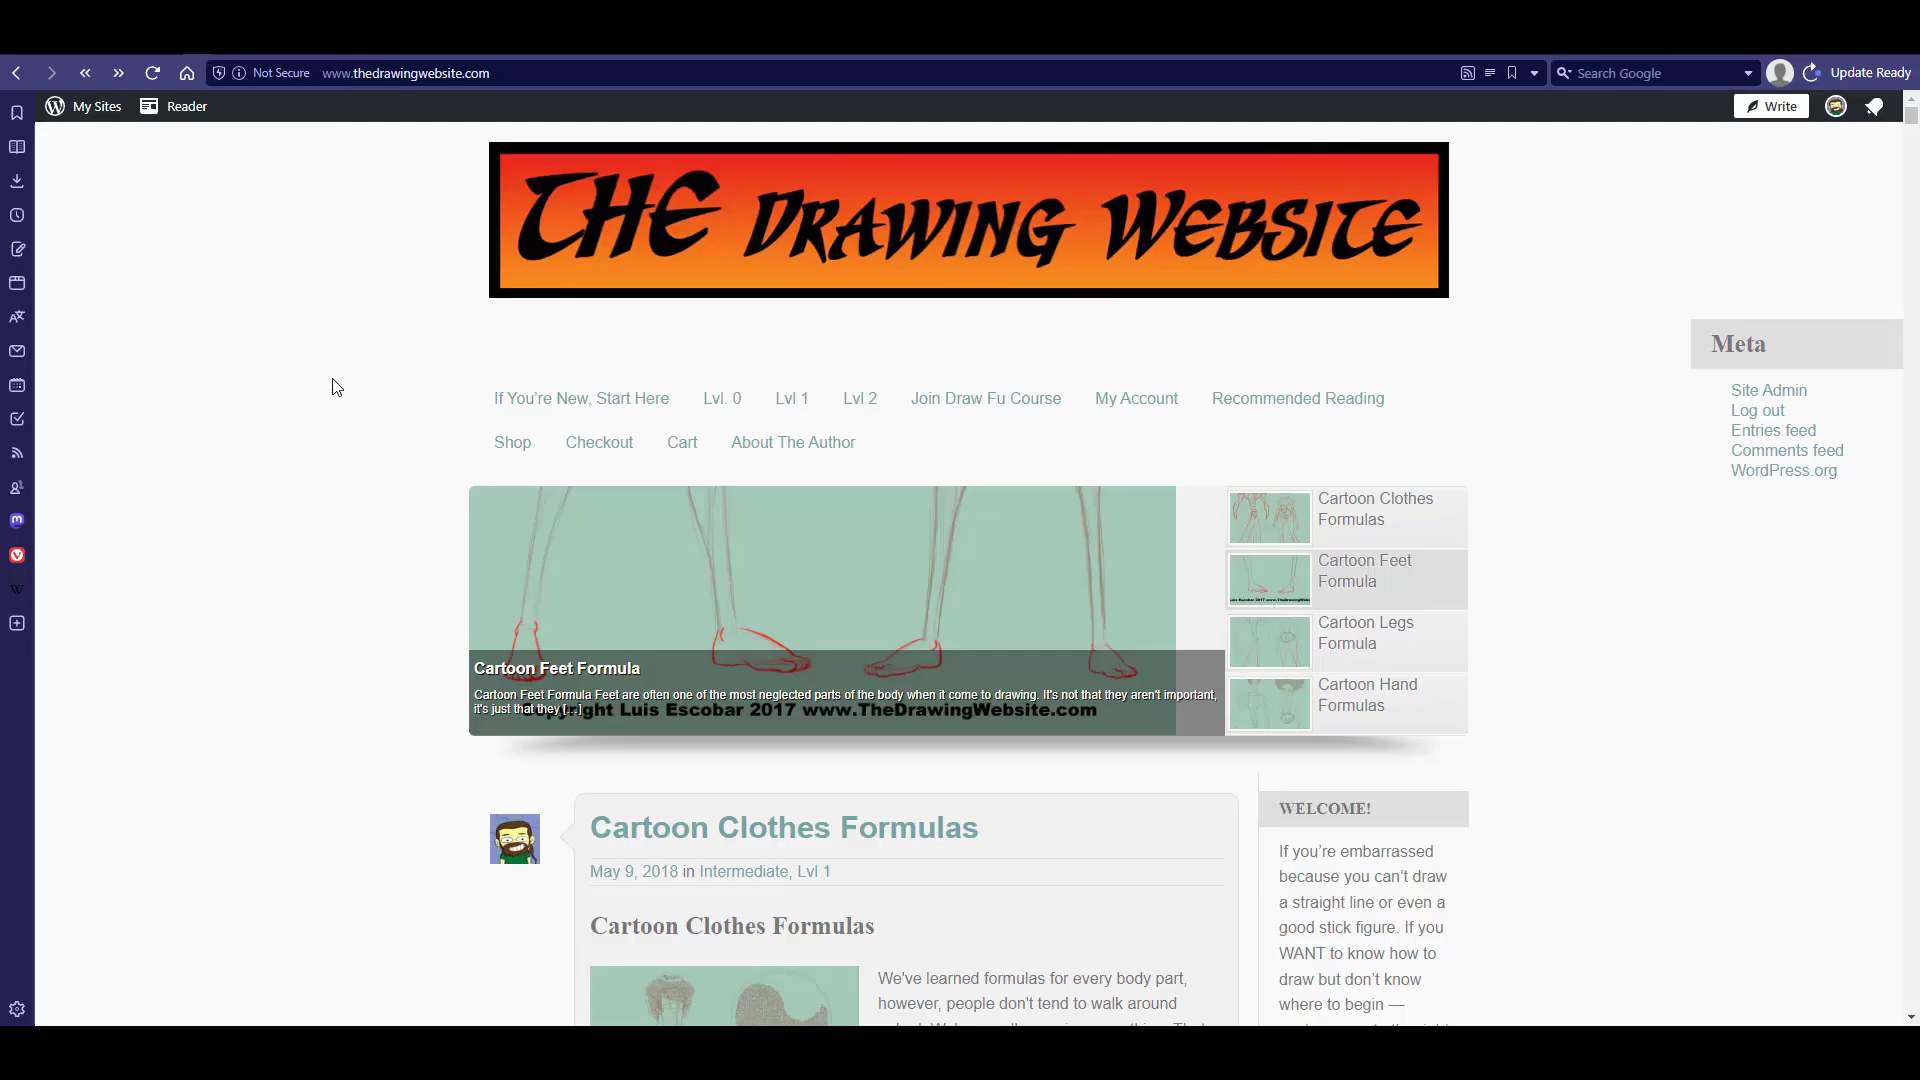 Not Secure www.thedrawingwebsite.com
Search Google
Update Ready
My Sites Reader
Write
THE DRAWING WEBSITE
Meta
Site Admin
Log out
Entries feed
Comments feed
WordPress.org
If You're New, Start Here Lvl. 0 Lvl 1 Lvl 2 Join Draw Fu Course My Account Recommended Reading
Shop Checkout Cart About The Author
Cartoon Feet Formula
Cartoon Feet Formula Feet are often one of the most neglected parts of the body when it come to drawing. It's not that they aren't important,
it's just that they [...]
Copyright Luis Escobar 2017 www.TheDrawingWebsite.com
Cartoon Clothes
Formulas
Cartoon Feet
Formula
Cartoon Legs
Formula
Cartoon Hand
Formulas
Cartoon Clothes Formulas
May 9, 2018 in Intermediate, Lvl 1
Cartoon Clothes Formulas
We've learned formulas for every body part,
however, people don't tend to walk around
WELCOME!
If you're embarrassed
because you can't draw
a straight line or even a
good stick figure. If you
WANT to know how to
draw but don't know
where to begin —